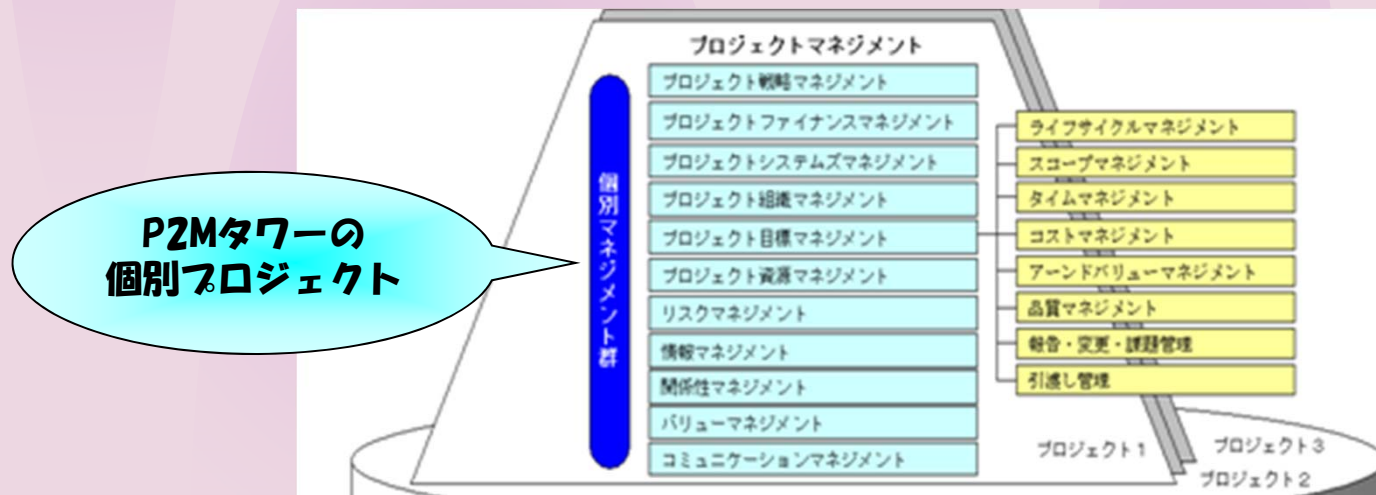 P2Mタワーの
個別プロジェクト
プロジェクトマネジメント
個別マネジメント群
プロジェクト戦略マネジメント
プロジェクトファイナンスマネジメント
プロジェクトシステムズマネジメント
プロジェクト組織マネジメント
プロジェクト目標マネジメント
プロジェクト資源マネジメント
リスクマネジメント
情報マネジメント
関係性マネジメント
バリューマネジメント
コミュニケーションマネジメント
ライフサイクルマネジメント
スコープマネジメント
タイムマネジメント
コストマネジメント
アーンドバリューマネジメント
品質マネジメント
報告・変更・課題管理
引渡し管理
プロジェクト1
プロジェクト3
プロジェクト2